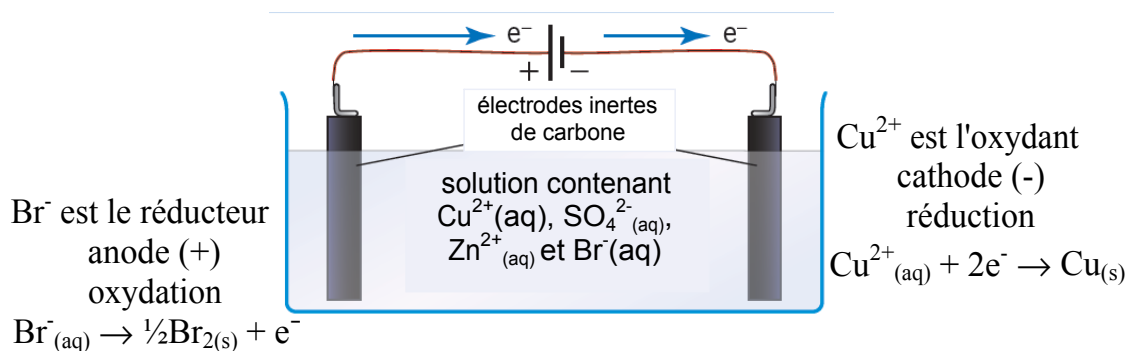 e⁻ e⁻
+ −
électrodes inertes
de carbone
solution contenant
Cu²⁺(aq), SO₄²⁻(aq),
Zn²⁺(aq) et Br⁻(aq)
Br⁻ est le réducteur
anode (+)
oxydation
Br⁻(aq) → ½Br₂(s) + e⁻
Cu²⁺ est l'oxydant
cathode (-)
réduction
Cu²⁺(aq) + 2e⁻ → Cu(s)